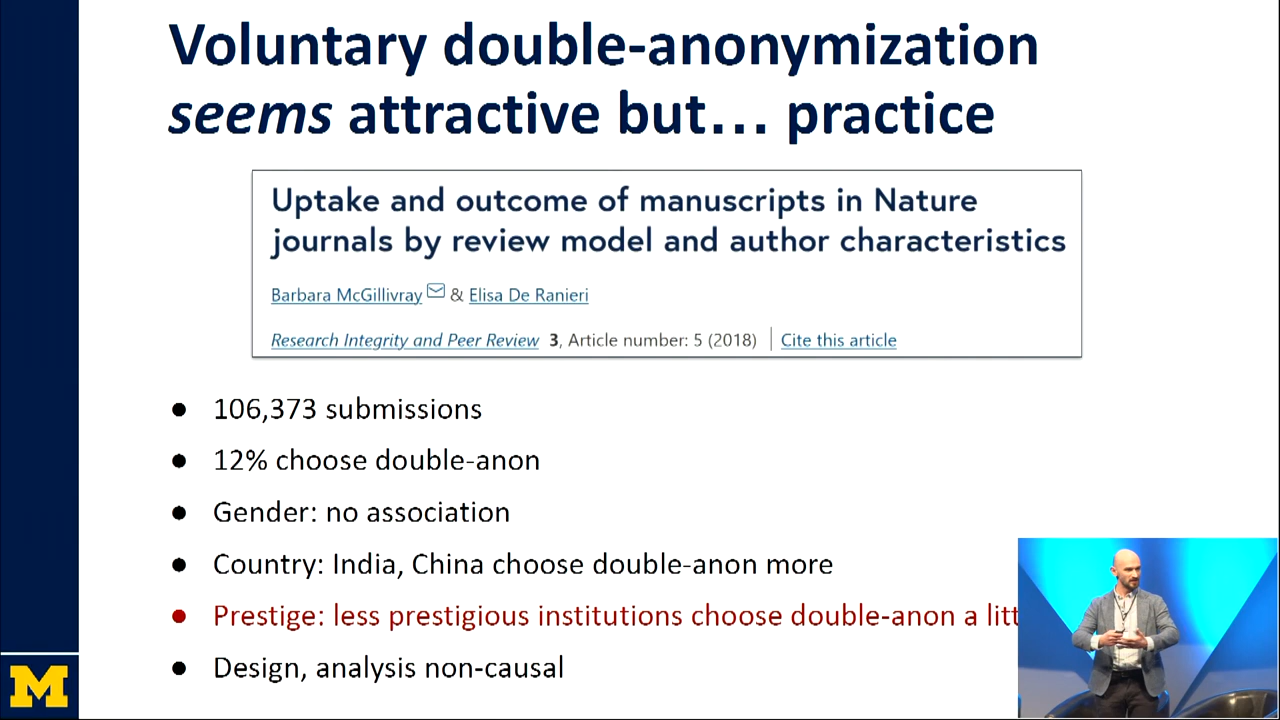 Voluntary double-anonymization
seems attractive but... practice
Uptake and outcome of manuscripts in Nature
journals by review model and author characteristics
Barbara McGillivray & Elisa De Ranieri
Research Integrity and Peer Review 3, Article number: 5 (2018) | Cite this article
● 106,373 submissions
● 12% choose double-anon
● Gender: no association
● Country: India, China choose double-anon more
● Prestige: less prestigious institutions choose double-anon a
● Design, analysis non-causal
M